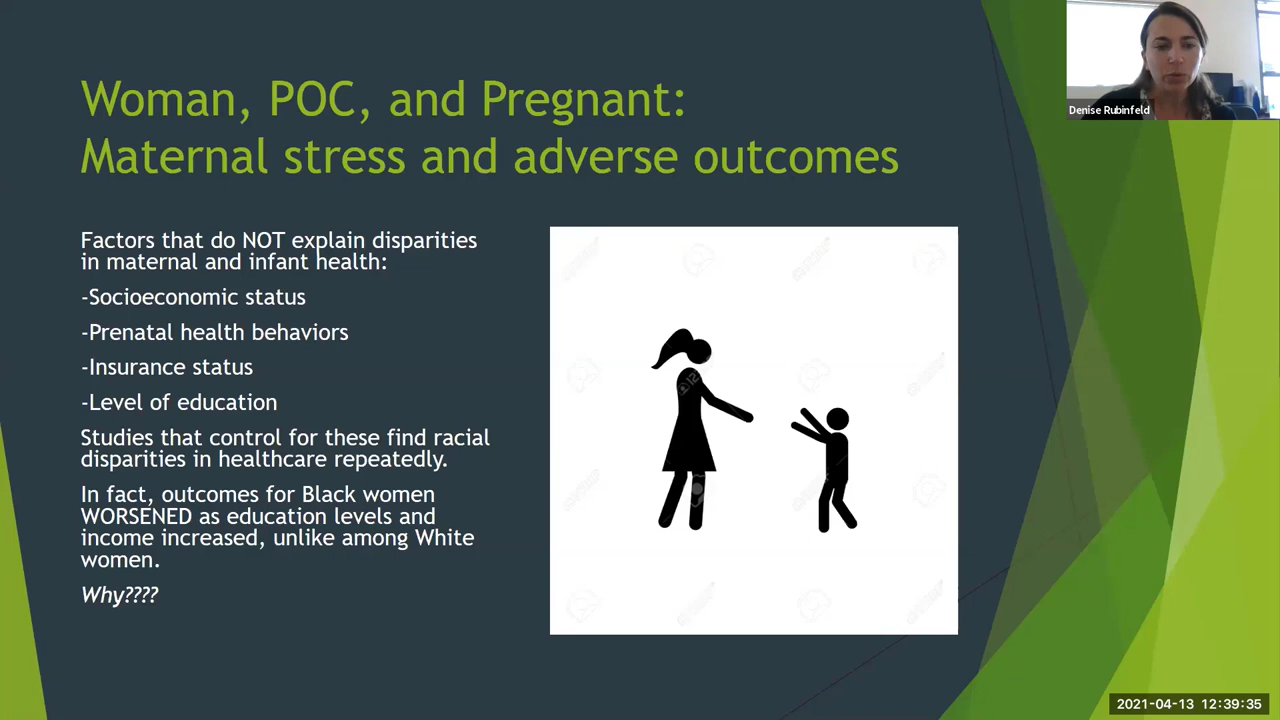 Woman, POC, and Pregnant:
Maternal stress and adverse outcomes
Denise Rubinfeld
Factors that do NOT explain disparities
in maternal and infant health:
-Socioeconomic status
-Prenatal health behaviors
-Insurance status
-Level of education
Studies that control for these find racial
disparities in healthcare repeatedly.
In fact, outcomes for Black women
WORSENED as education levels and
income increased, unlike among White
women.
Why????
2021-04-13 12:39:35